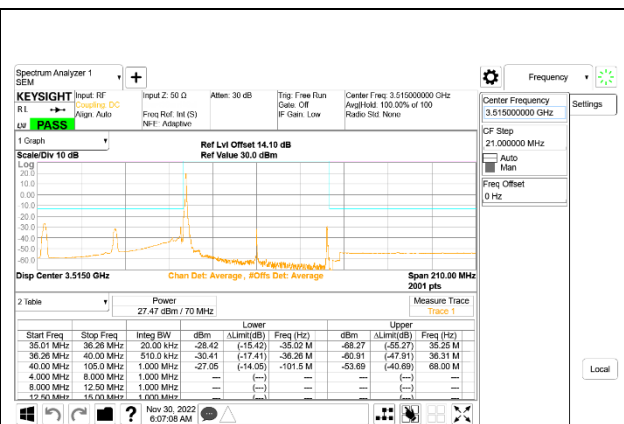 Spectrum Analyzer 1
SEM
Frequency
KEYSIGHT
Input: RF
Input Z: 50 Ω
Atten: 30 dB
Trig: Free Run
Center Freq: 3.515000000 GHz
RL
Coupling: DC
Gate: Off
Avg|Hold: 100.00% of 100
Align: Auto
Freq Ref: Int (S)
IF Gain: Low
Radio Std: None
PASS
NFE: Adaptive
Center Frequency
3.515000000 GHz
Settings
CF Step
21.000000 MHz
Auto
Man
Freq Offset
0 Hz
1 Graph
Ref Lvl Offset 14.10 dB
Scale/Div 10 dB
Ref Value 30.0 dBm
Log
20.0
10.0
0.00
-10.0
-20.0
-30.0
-40.0
-50.0
-60.0
Disp Center 3.5150 GHz
Chan Det: Average , #Offs Det: Average
Span 210.00 MHz
2001 pts
2 Table
Power
27.47 dBm / 70 MHz
Measure Trace
Trace 1
Lower Upper
Start Freq Stop Freq Integ BW dBm ΔLimit(dB) Freq (Hz) dBm ΔLimit(dB) Freq (Hz)
35.01 MHz 36.26 MHz 20.00 kHz -28.42 (-15.42) -35.02 M -68.27 (-55.27) 35.25 M
36.26 MHz 40.00 MHz 510.0 kHz -30.41 (-17.41) -36.26 M -60.91 (-47.91) 36.31 M
40.00 MHz 105.0 MHz 1.000 MHz -27.05 (-14.05) -101.5 M -53.69 (-40.69) 68.00 M
4.000 MHz 8.000 MHz 1.000 MHz --- (---) --- --- (---) ---
8.000 MHz 12.50 MHz 1.000 MHz --- (---) --- --- (---) ---
12.50 MHz 15.00 MHz 1.000 MHz --- (---) --- --- (---) ---
Local
?
Nov 30, 2022
6:07:08 AM